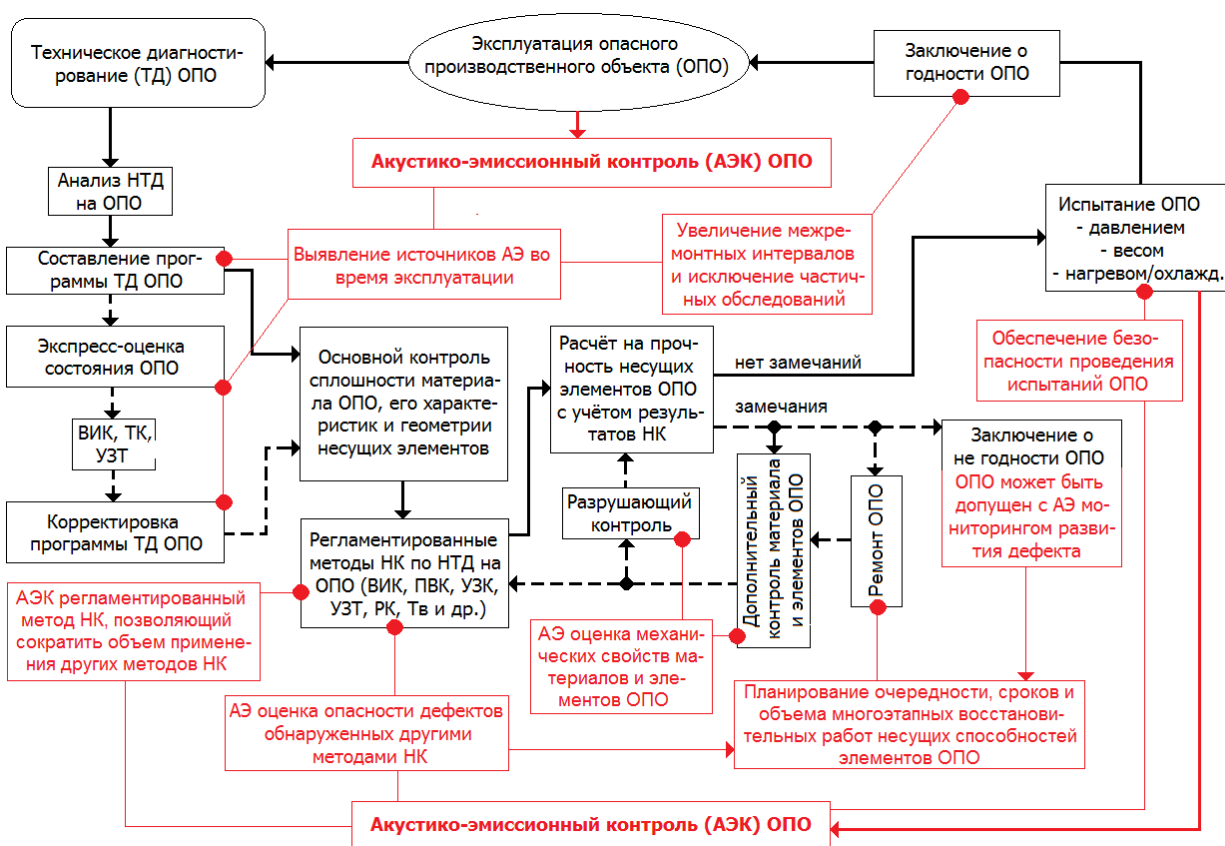 Техническое диагности-
рование (ТД) ОПО
Эксплуатация опасного
производственного объекта (ОПО)
Заключение о
годности ОПО
Акустико-эмиссионный контроль (АЭК) ОПО
Анализ НТД
на ОПО
Испытание ОПО
- давлением
- весом
- нагревом/охлажд.
Составление прог-
раммы ТД ОПО
Выявление источников АЭ во
время эксплуатации
Увеличение межре-
монтных интервалов
и исключение частич-
ных обследований
Экспресс-оценка
состояния ОПО
Основной контроль
сплошности материа-
ла ОПО, его характе-
ристик и геометрии
несущих элементов
Расчёт на проч-
ность несущих
элементов ОПО
с учётом резуль-
татов НК
нет замечаний
замечания
Обеспечение безо-
пасности проведения
испытаний ОПО
ВИК, ТК,
УЗТ
Корректировка
программы ТД ОПО
Регламентированные
методы НК по НТД на
ОПО (ВИК, ПВК, УЗК,
УЗТ, РК, Тв и др.)
Разрушающий
контроль
Дополнительный
контроль материала
и элементов ОПО
Ремонт ОПО
Заключение о
не годности ОПО
ОПО может быть
допущен с АЭ мо-
ниторингом разви-
тия дефекта
АЭК регламентированный
метод НК, позволяющий
сократить объем примене-
ния других методов НК
АЭ оценка механи-
ческих свойств ма-
териалов и эле-
ментов ОПО
АЭ оценка опасности дефектов
обнаруженных другими
методами НК
Планирование очередности, сроков и
объема многоэтапных восстанови-
тельных работ несущих способностей
элементов ОПО
Акустико-эмиссионный контроль (АЭК) ОПО